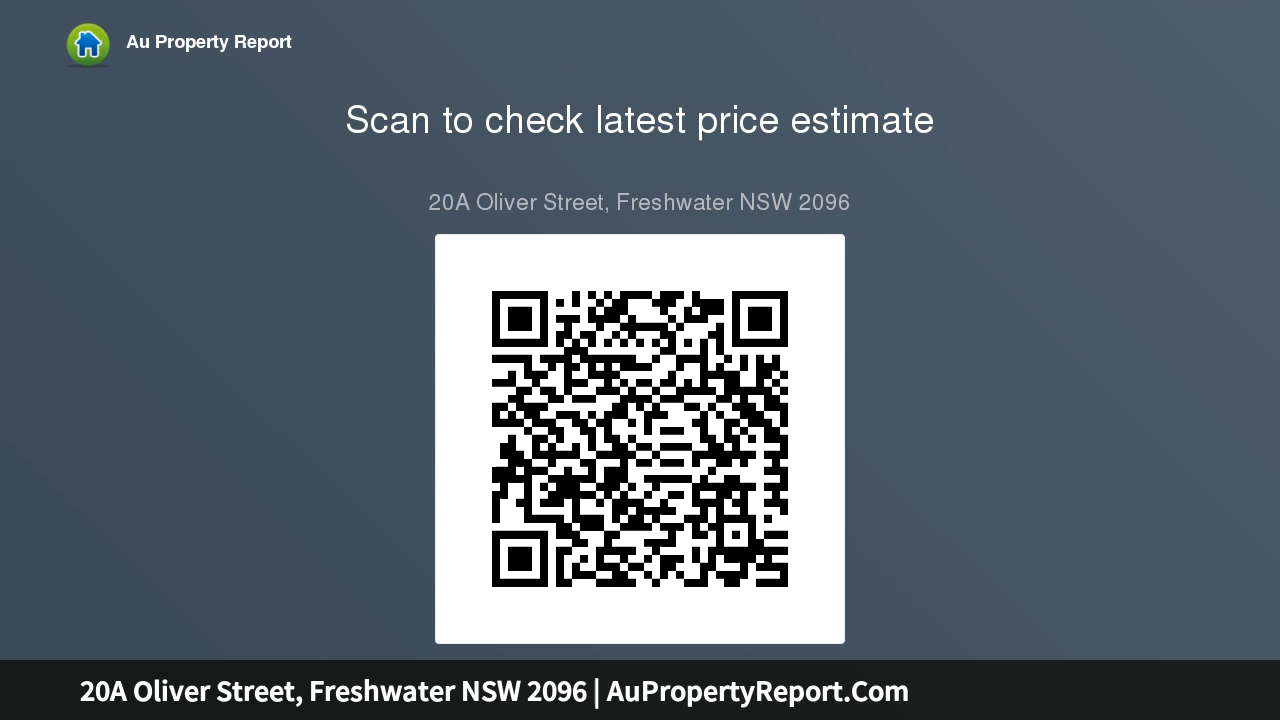 Au Property Report
Scan to check latest price estimate
20A Oliver Street, Freshwater NSW 2096
20A Oliver Street, Freshwater NSW 2096 | AuPropertyReport.Com